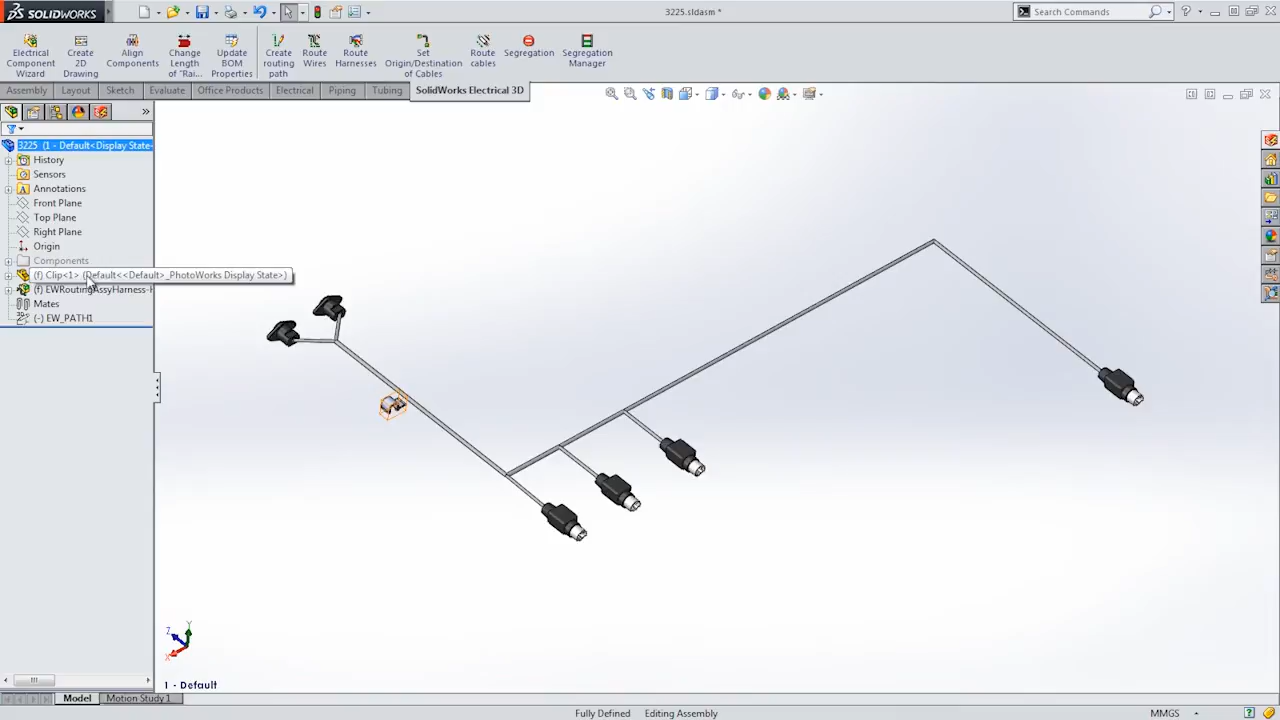 SOLIDWORKS
3225.sldasm *
Search Commands
Electrical Component Wizard
Create 2D Drawing
Align Components
Change Length of "Rai...
Update BOM Properties
Create routing path
Route Wires
Route Harnesses
Set Origin/Destination of Cables
Route cables
Segregation
Segregation Manager
Assembly
Layout
Sketch
Evaluate
Office Products
Electrical
Piping
Tubing
SolidWorks Electrical 3D
3225 (1 - Default<Display State-
History
Sensors
Annotations
Front Plane
Top Plane
Right Plane
Origin
Components
(f) Clip<1> (Default<<Default>_PhotoWorks Display State>)
(f) EWRoutingAssyHarness-H
Mates
(-) EW_PATH1
Y
Z
X
1 - Default
Model
Motion Study 1
Fully Defined
Editing Assembly
MMGS